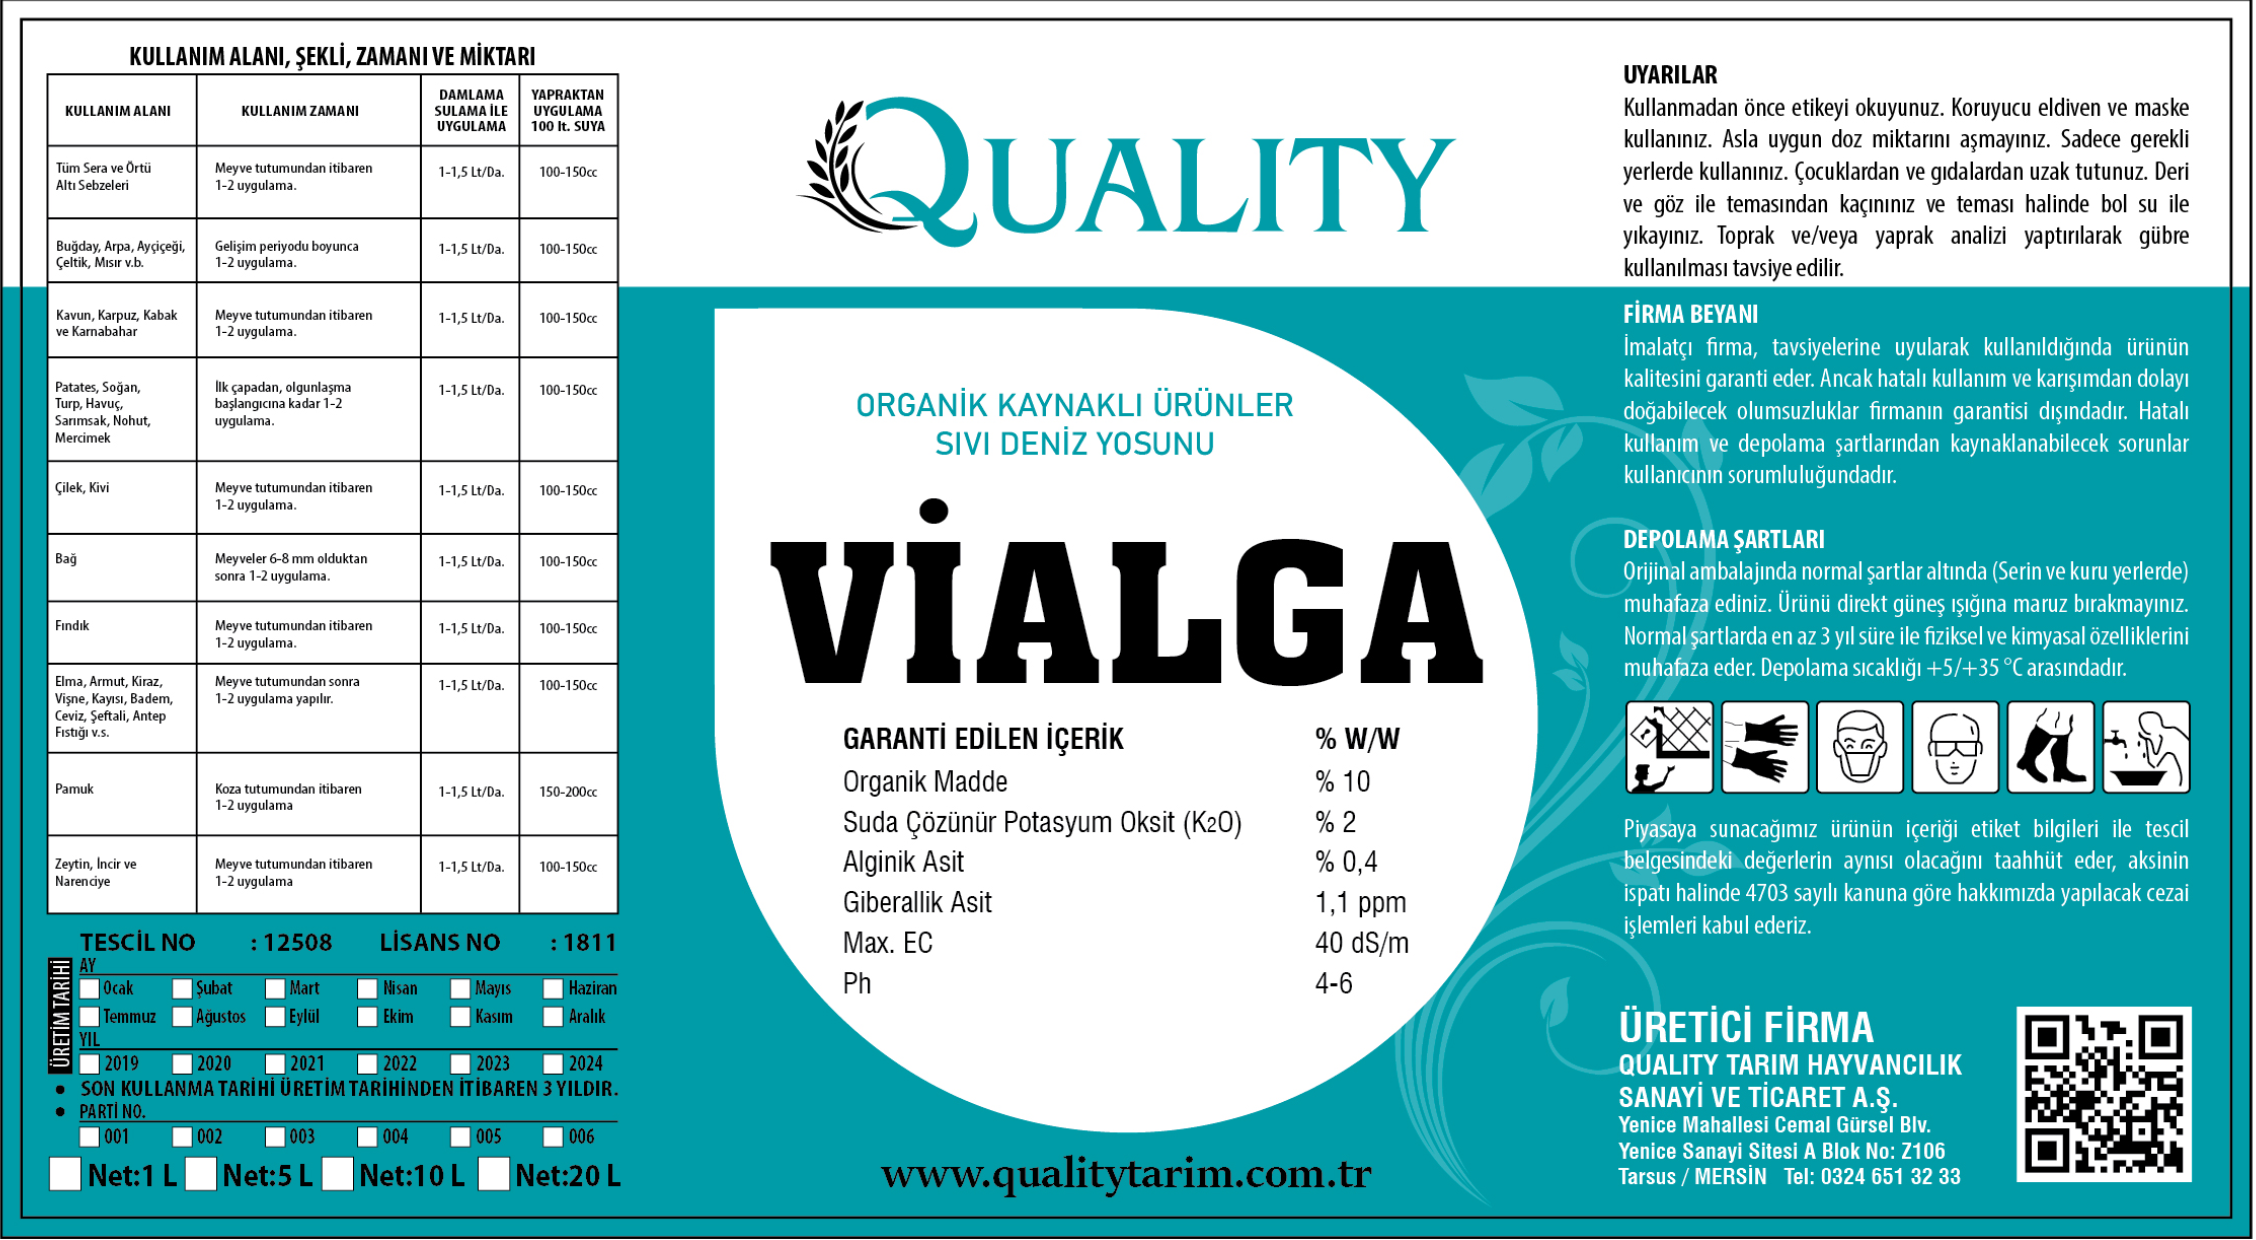 KULLANIM ALANI, ŞEKLİ, ZAMANI VE MİKTARI
KULLANIM ALANI
KULLANIM ZAMANI
DAMLAMA
SULAMA İLE
UYGULAMA
YAPRAKTAN
UYGULAMA
100 lt. SUYA
Tüm Sera ve Örtü
Altı Sebzeleri
Meyve tutumundan itibaren
1-2 uygulama.
1-1,5 Lt/Da.
100-150cc
Buğday, Arpa, Ayçiçeği,
Çeltik, Mısır v.b.
Gelişim periyodu boyunca
1-2 uygulama.
1-1,5 Lt/Da.
100-150cc
Kavun, Karpuz, Kabak
ve Karnabahar
Meyve tutumundan itibaren
1-2 uygulama.
1-1,5 Lt/Da.
100-150cc
Patates, Soğan,
Turp, Havuç,
Sarımsak, Nohut,
Mercimek
İlk çapadan, olgunlaşma
başlangıcına kadar 1-2
uygulama.
1-1,5 Lt/Da.
100-150cc
Çilek, Kivi
Meyve tutumundan itibaren
1-2 uygulama.
1-1,5 Lt/Da.
100-150cc
Bağ
Meyveler 6-8 mm olduktan
sonra 1-2 uygulama.
1-1,5 Lt/Da.
100-150cc
Fındık
Meyve tutumundan itibaren
1-2 uygulama.
1-1,5 Lt/Da.
100-150cc
Elma, Armut, Kiraz,
Vişne, Kayısı, Badem,
Ceviz, Şeftali, Antep
Fıstığı v.s.
Meyve tutumundan sonra
1-2 uygulama yapılır.
1-1,5 Lt/Da.
100-150cc
Pamuk
Koza tutumundan itibaren
1-2 uygulama
1-1,5 Lt/Da.
150-200cc
Zeytin, İncir ve
Narenciye
Meyve tutumundan itibaren
1-2 uygulama
1-1,5 Lt/Da.
100-150cc
TESCİL NO : 12508 LİSANS NO : 1811
ÜRETİM TARİHİ
AY
Ocak Şubat Mart Nisan Mayıs Haziran
Temmuz Ağustos Eylül Ekim Kasım Aralık
YIL
2019 2020 2021 2022 2023 2024
• SON KULLANMA TARİHİ ÜRETİM TARİHİNDEN İTİBAREN 3 YILDIR.
• PARTİ NO.
001 002 003 004 005 006
Net:1 L Net:5 L Net:10 L Net:20 L
QUALITY
ORGANİK KAYNAKLI ÜRÜNLER
SIVI DENİZ YOSUNU
VİALGA
GARANTİ EDİLEN İÇERİK % W/W
Organik Madde % 10
Suda Çözünür Potasyum Oksit (K2O) % 2
Alginik Asit % 0,4
Giberallik Asit 1,1 ppm
Max. EC 40 dS/m
Ph 4-6
www.qualitytarim.com.tr
UYARILAR
Kullanmadan önce etikeyi okuyunuz. Koruyucu eldiven ve maske
kullanınız. Asla uygun doz miktarını aşmayınız. Sadece gerekli
yerlerde kullanınız. Çocuklardan ve gıdalardan uzak tutunuz. Deri
ve göz ile temasından kaçınınız ve teması halinde bol su ile
yıkayınız. Toprak ve/veya yaprak analizi yaptırılarak gübre
kullanılması tavsiye edilir.
FİRMA BEYANI
İmalatçı firma, tavsiyelerine uyularak kullanıldığında ürünün
kalitesini garanti eder. Ancak hatalı kullanım ve karışımdan dolayı
doğabilecek olumsuzluklar firmanın garantisi dışındadır. Hatalı
kullanım ve depolama şartlarından kaynaklanabilecek sorunlar
kullanıcının sorumluluğundadır.
DEPOLAMA ŞARTLARI
Orijinal ambalajında normal şartlar altında (Serin ve kuru yerlerde)
muhafaza ediniz. Ürünü direkt güneş ışığına maruz bırakmayınız.
Normal şartlarda en az 3 yıl süre ile fiziksel ve kimyasal özelliklerini
muhafaza eder. Depolama sıcaklığı +5/+35 °C arasındadır.
Piyasaya sunacağımız ürünün içeriği etiket bilgileri ile tescil
belgesindeki değerlerin aynısı olacağını taahhüt eder, aksinin
ispatı halinde 4703 sayılı kanuna göre hakkımızda yapılacak cezai
işlemleri kabul ederiz.
ÜRETİCİ FİRMA
QUALITY TARIM HAYVANCILIK
SANAYİ VE TİCARET A.Ş.
Yenice Mahallesi Cemal Gürsel Blv.
Yenice Sanayi Sitesi A Blok No: Z106
Tarsus / MERSİN Tel: 0324 651 32 33